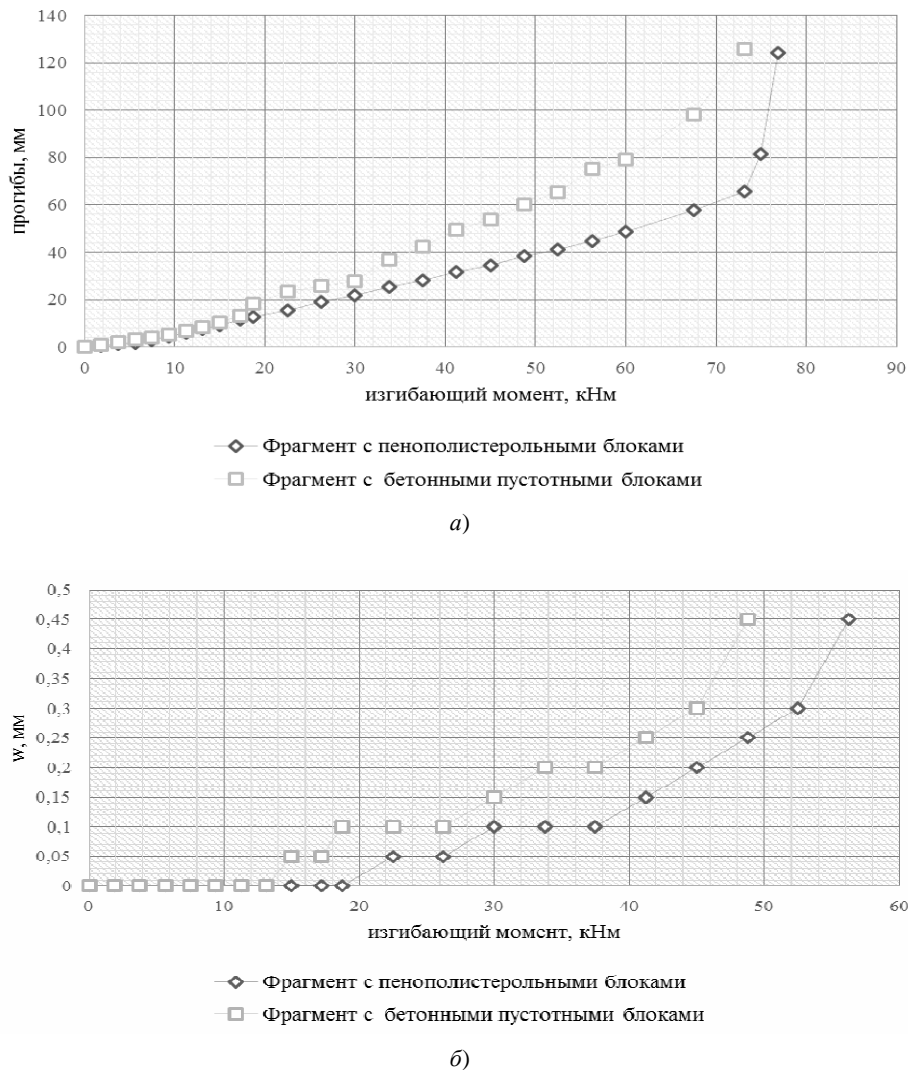 140
120
100
80
60
40
20
0
прогибы, мм
0 10 20 30 40 50 60 70 80 90
изгибающий момент, кНм
Фрагмент с пенополистерольными блоками
Фрагмент с бетонными пустотными блоками
а)
0,5
0,45
0,4
0,35
0,3
0,25
0,2
0,15
0,1
0,05
0
w, мм
0 10 20 30 40 50 60
изгибающий момент, кНм
Фрагмент с пенополистерольными блоками
Фрагмент с бетонными пустотными блоками
б)